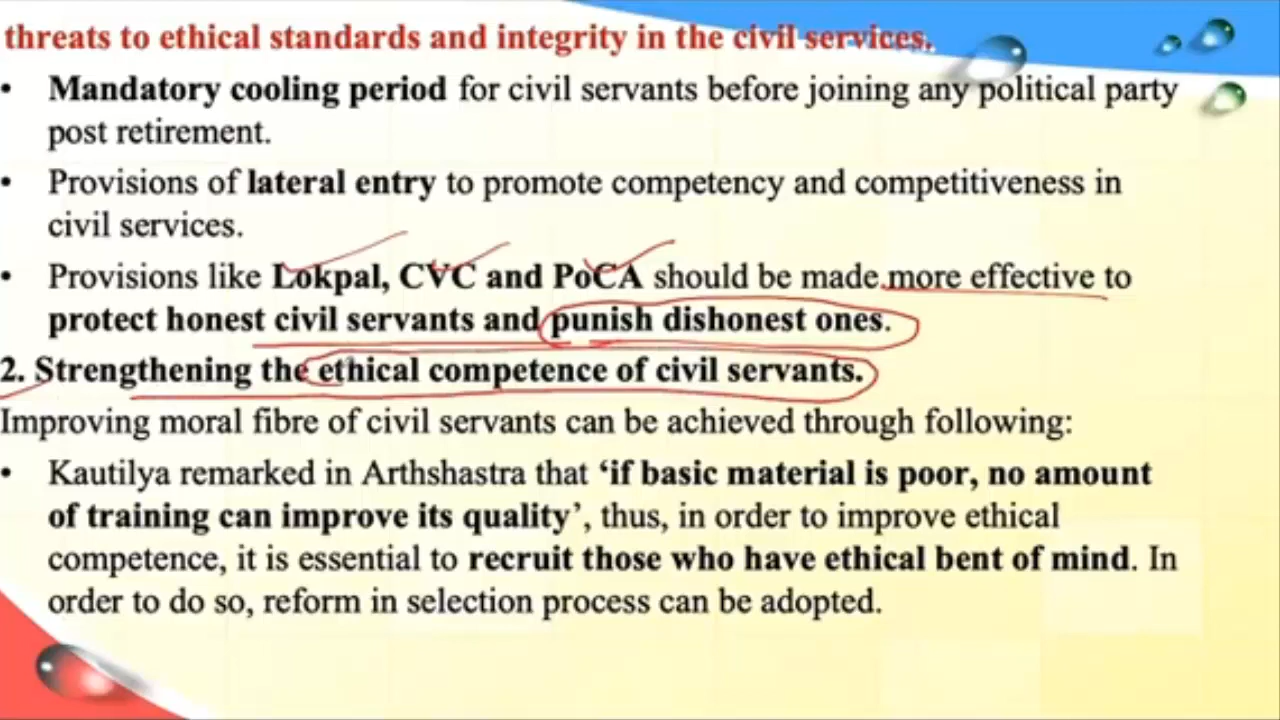 threats to ethical standards and integrity in the civil services.
• Mandatory cooling period for civil servants before joining any political party
post retirement.
• Provisions of lateral entry to promote competency and competitiveness in
civil services.
• Provisions like Lokpal, CVC and PoCA should be made more effective to
protect honest civil servants and punish dishonest ones.
2. Strengthening the ethical competence of civil servants.
Improving moral fibre of civil servants can be achieved through following:
• Kautilya remarked in Arthshastra that ‘if basic material is poor, no amount
of training can improve its quality’, thus, in order to improve ethical
competence, it is essential to recruit those who have ethical bent of mind. In
order to do so, reform in selection process can be adopted.